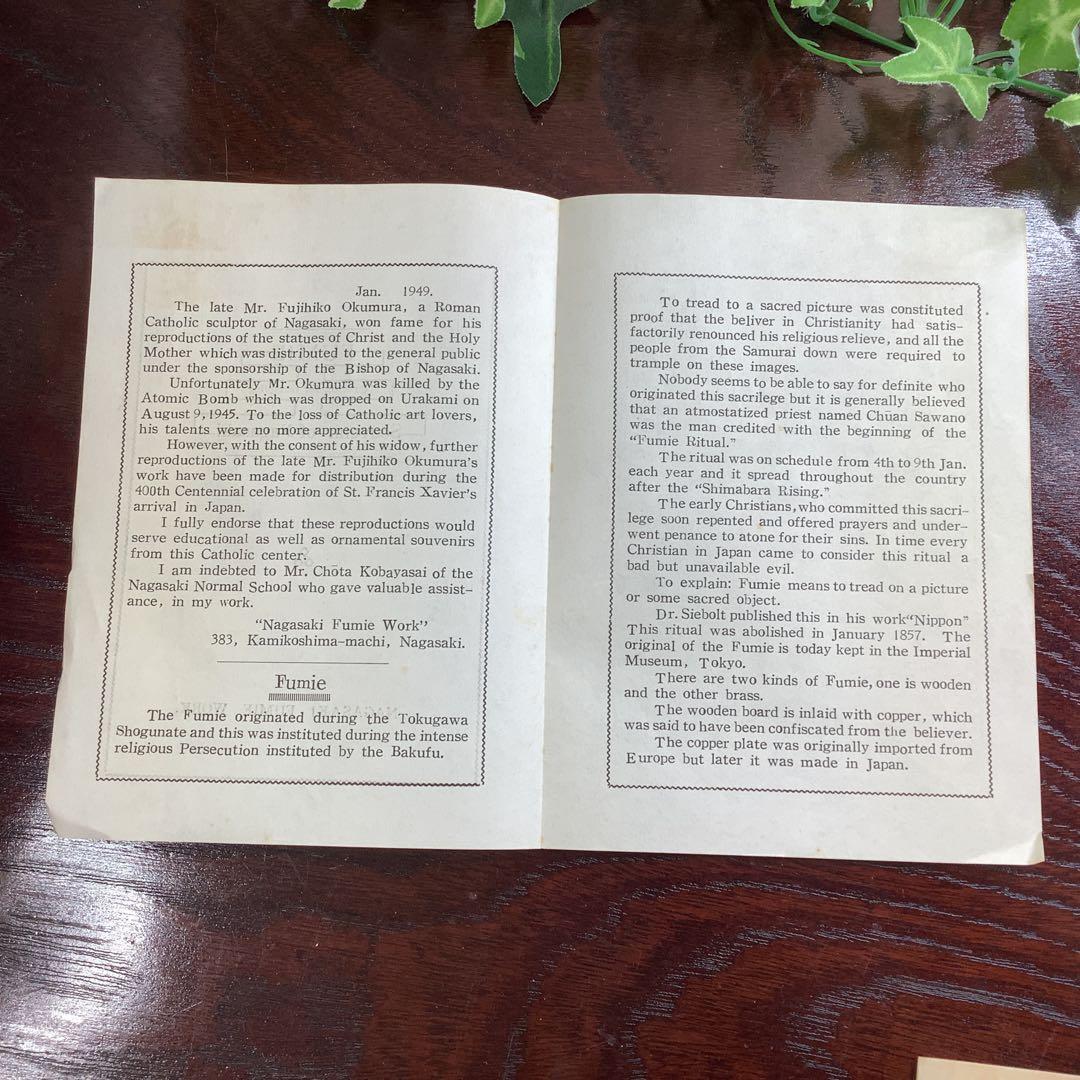 Jan. 1949.
The late Mr. Fujihiko Okumura, a Roman
Catholic sculptor of Nagasaki, won fame for his
reproductions of the statues of Christ and the Holy
Mother which was distributed to the general public
under the sponsorship of the Bishop of Nagasaki.
Unfortunately Mr. Okumura was killed by the
Atomic Bomb which was dropped on Urakami on
August 9, 1945. To the loss of Catholic art lovers,
his talents were no more appreciated.
However, with the consent of his widow, further
reproductions of the late Mr. Fujihiko Okumura's
work have been made for distribution during the
400th Centennial celebration of St. Francis Xavier's
arrival in Japan.
I fully endorse that these reproductions would
serve educational as well as ornamental souvenirs
from this Catholic center.
I am indebted to Mr. Chōta Kobayasai of the
Nagasaki Normal School who gave valuable assist-
ance, in my work.
"Nagasaki Fumie Work"
383, Kamikoshima-machi, Nagasaki.
Fumie
The Fumie originated during the Tokugawa
Shogunate and this was instituted during the intense
religious Persecution instituted by the Bakufu.
To tread to a sacred picture was constituted
proof that the beliver in Christianity had satis-
factorily renounced his religious relieve, and all the
people from the Samurai down were required to
trample on these images.
Nobody seems to be able to say for definite who
originated this sacrilege but it is generally believed
that an atmostatized priest named Chūan Sawano
was the man credited with the beginning of the
"Fumie Ritual."
The ritual was on schedule from 4th to 9th Jan.
each year and it spread throughout the country
after the "Shimabara Rising."
The early Christians, who committed this sacri-
lege soon repented and offered prayers and under-
went penance to atone for their sins. In time every
Christian in Japan came to consider this ritual a
bad but unavailable evil.
To explain: Fumie means to tread on a picture
or some sacred object.
Dr. Siebolt published this in his work "Nippon"
This ritual was abolished in January 1857. The
original of the Fumie is today kept in the Imperial
Museum, Tokyo.
There are two kinds of Fumie, one is wooden
and the other brass.
The wooden board is inlaid with copper, which
was said to have been confiscated from the believer.
The copper plate was originally imported from
Europe but later it was made in Japan.